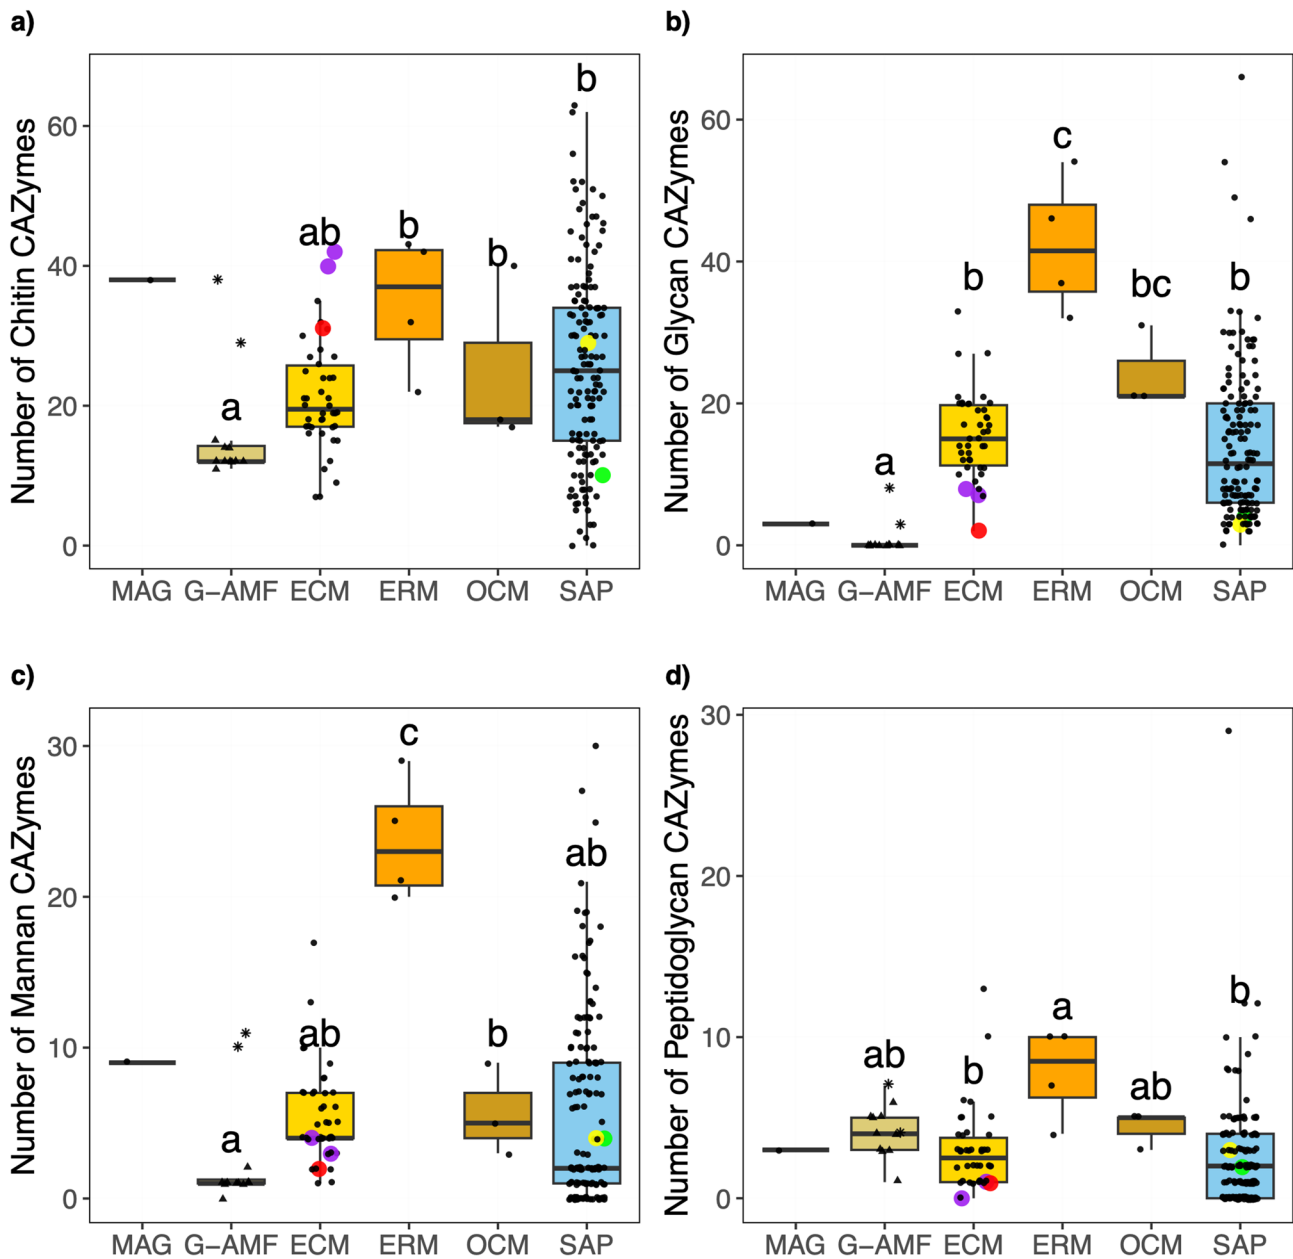 a)
Number of Chitin CAZymes
60
40
20
0
a
ab
b
b
b
MAG G-AMF ECM ERM OCM SAP
b)
Number of Glycan CAZymes
60
40
20
0
a
b
c
bc
b
MAG G-AMF ECM ERM OCM SAP
c)
Number of Mannan CAZymes
30
20
10
0
a
ab
c
b
ab
MAG G-AMF ECM ERM OCM SAP
d)
Number of Peptidoglycan CAZymes
30
20
10
0
ab
b
a
ab
b
MAG G-AMF ECM ERM OCM SAP